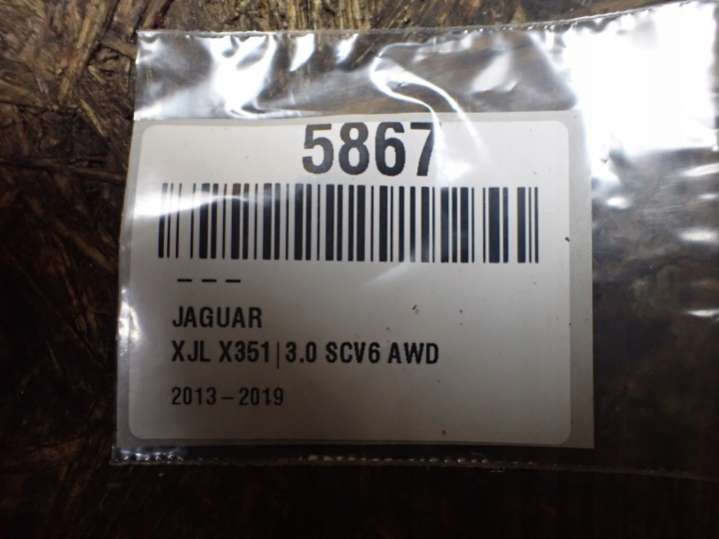 5867
– – –
JAGUAR
XJL X351|3.0 SCV6 AWD
2013–2019